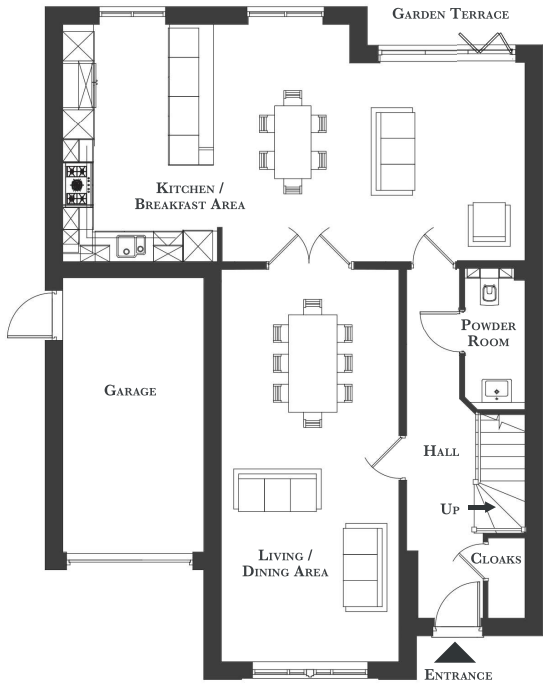 Garden Terrace
Kitchen /
Breakfast Area
Powder
Room
Garage
Hall
Up
Living /
Dining Area
Cloaks
Entrance